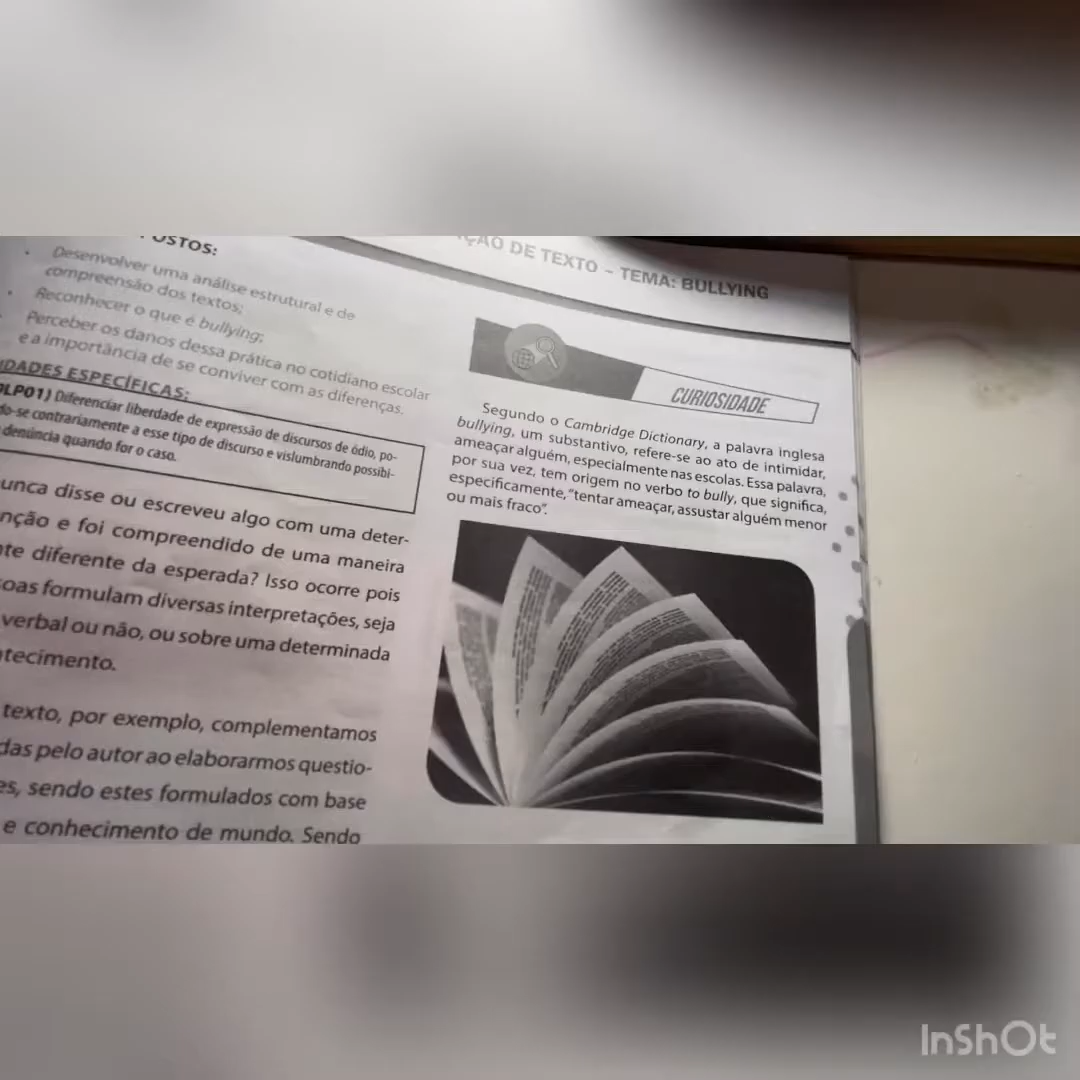 ÇÃO DE TEXTO – TEMA: BULLYING
OSTOS:
Desenvolver uma análise estrutural e de
compreensão dos textos;
Reconhecer o que é bullying;
Perceber os danos dessa prática no cotidiano escolar
e a importância de se conviver com as diferenças.
DADES ESPECÍFICAS:
LP01) Diferenciar liberdade de expressão de discursos de ódio, po-
do-se contrariamente a esse tipo de discurso e vislumbrando possibi-
denúncia quando for o caso.
unca disse ou escreveu algo com uma deter-
nção e foi compreendido de uma maneira
te diferente da esperada? Isso ocorre pois
oas formulam diversas interpretações, seja
verbal ou não, ou sobre uma determinada
tecimento.
texto, por exemplo, complementamos
das pelo autor ao elaborarmos questio-
es, sendo estes formulados com base
e conhecimento de mundo. Sendo
CURIOSIDADE
Segundo o Cambridge Dictionary, a palavra inglesa
bullying, um substantivo, refere-se ao ato de intimidar,
ameaçar alguém, especialmente nas escolas. Essa palavra,
por sua vez, tem origem no verbo to bully, que significa,
especificamente, "tentar ameaçar, assustar alguém menor
ou mais fraco".
InShOt